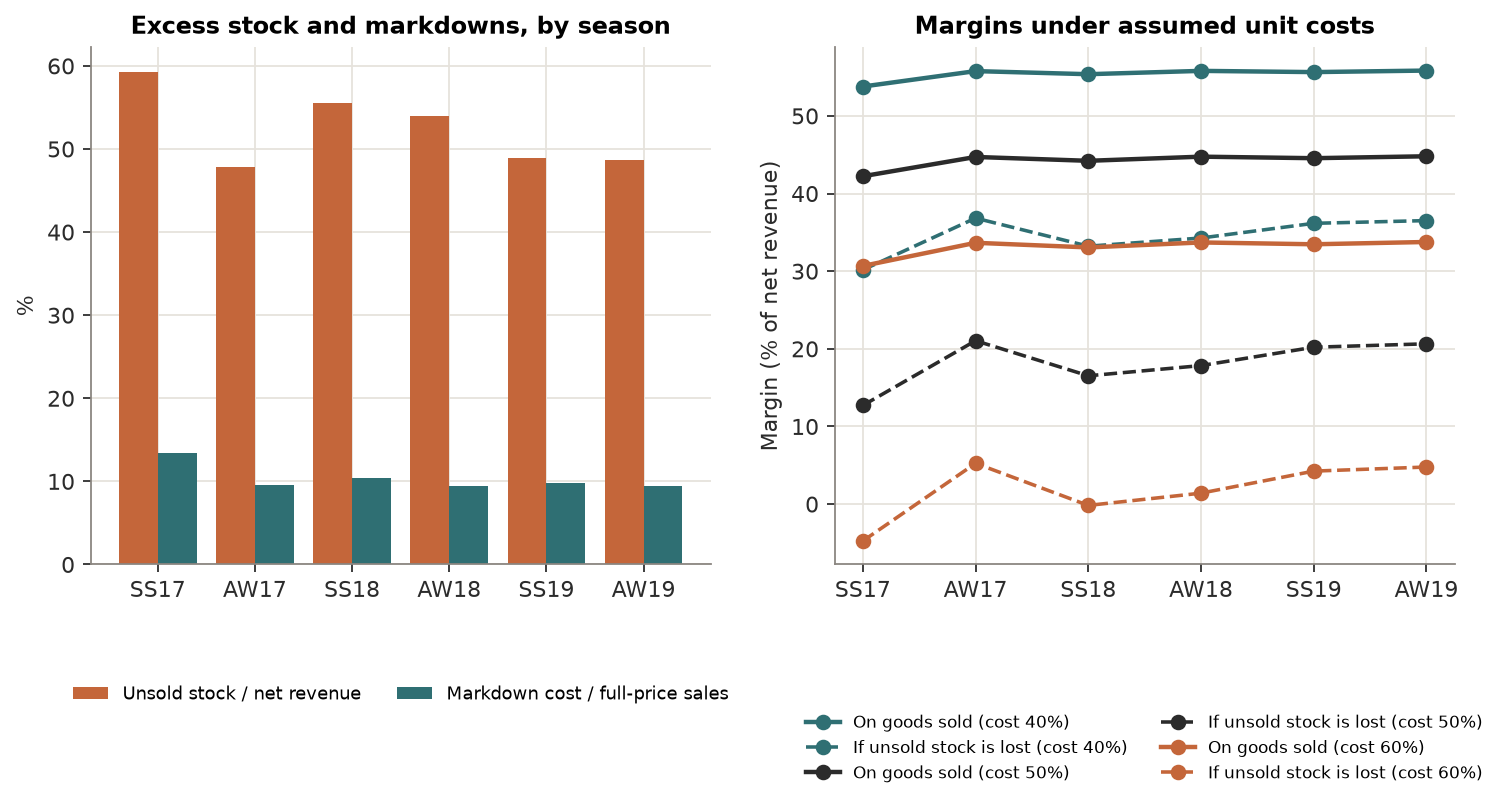 Excess stock and markdowns, by season
%
60
50
40
30
20
10
0
SS17 AW17 SS18 AW18 SS19 AW19
Unsold stock / net revenue Markdown cost / full-price sales
Margins under assumed unit costs
Margin (% of net revenue)
50
40
30
20
10
0
SS17 AW17 SS18 AW18 SS19 AW19
On goods sold (cost 40%) If unsold stock is lost (cost 50%)
If unsold stock is lost (cost 40%) On goods sold (cost 60%)
On goods sold (cost 50%) If unsold stock is lost (cost 60%)